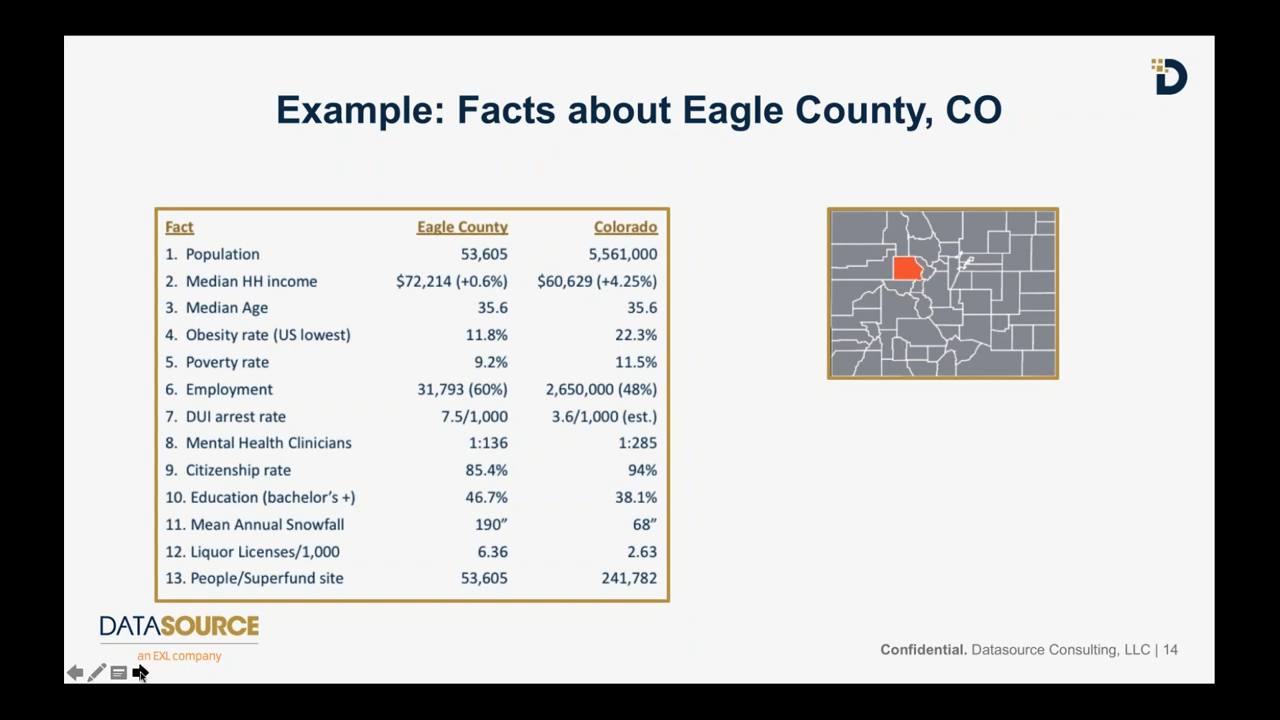 Example: Facts about Eagle County, CO
Fact Eagle County Colorado
1. Population 53,605 5,561,000
2. Median HH income $72,214 (+0.6%) $60,629 (+4.25%)
3. Median Age 35.6 35.6
4. Obesity rate (US lowest) 11.8% 22.3%
5. Poverty rate 9.2% 11.5%
6. Employment 31,793 (60%) 2,650,000 (48%)
7. DUI arrest rate 7.5/1,000 3.6/1,000 (est.)
8. Mental Health Clinicians 1:136 1:285
9. Citizenship rate 85.4% 94%
10. Education (bachelor’s +) 46.7% 38.1%
11. Mean Annual Snowfall 190” 68”
12. Liquor Licenses/1,000 6.36 2.63
13. People/Superfund site 53,605 241,782
DATASOURCE
an EXL company
Confidential. Datasource Consulting, LLC | 14